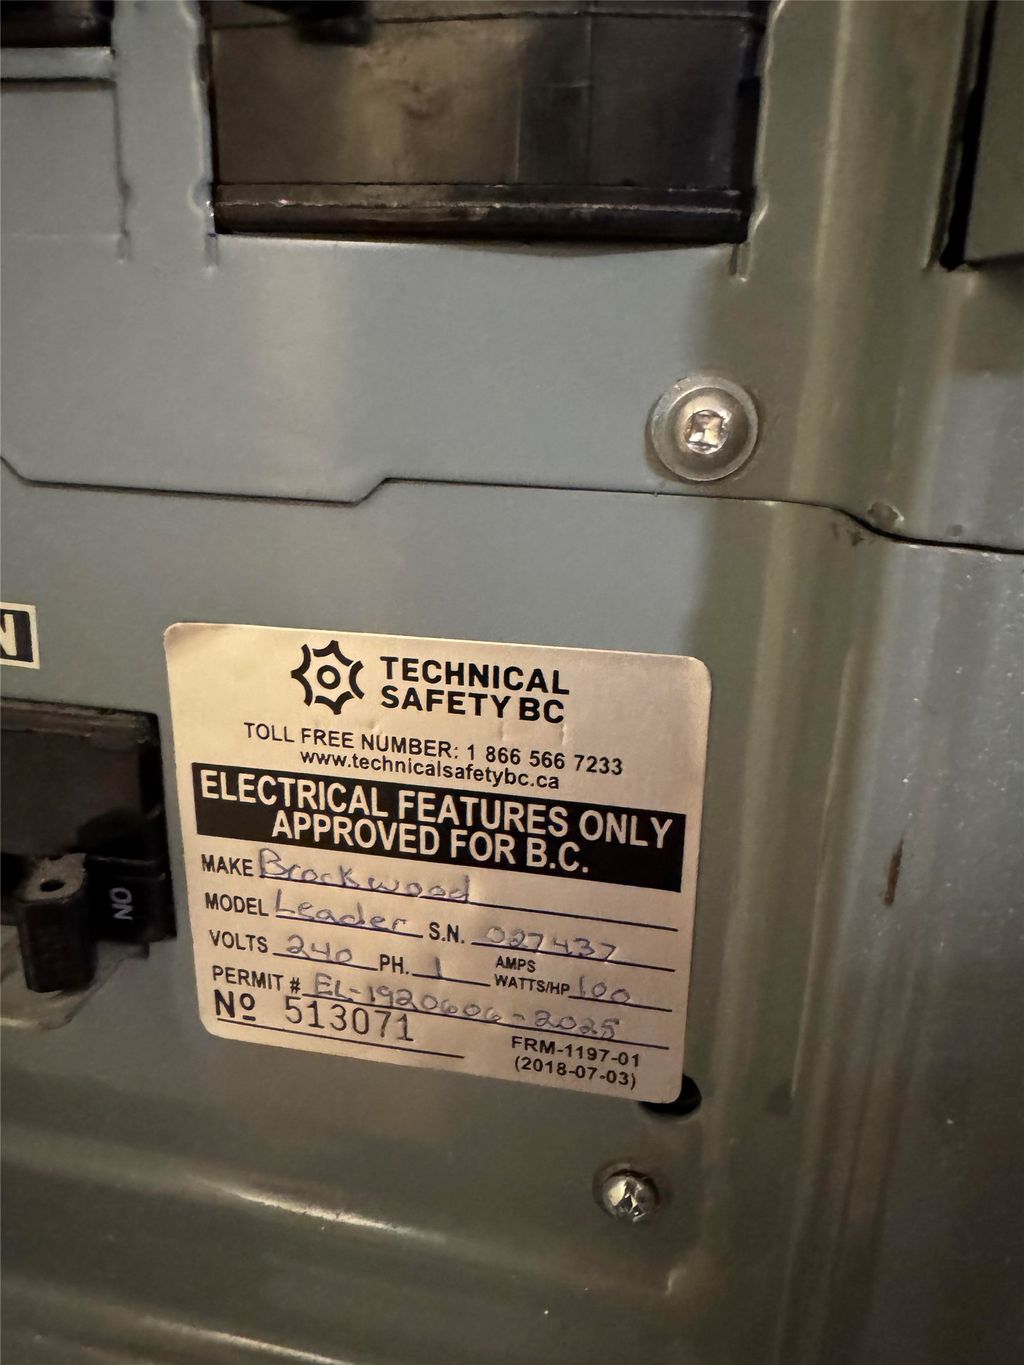 N
TECHNICAL
SAFETY BC
TOLL FREE NUMBER: 1 866 566 7233
www.technicalsafetybc.ca
ELECTRICAL FEATURES ONLY
APPROVED FOR B.C.
MAKE Brockwood
MODEL Leader S.N. 027437
VOLTS 240 PH. 1 AMPS WATTS/HP 100
PERMIT # EL-1920606-2025
Nº 513071
FRM-1197-01
(2018-07-03)
ON